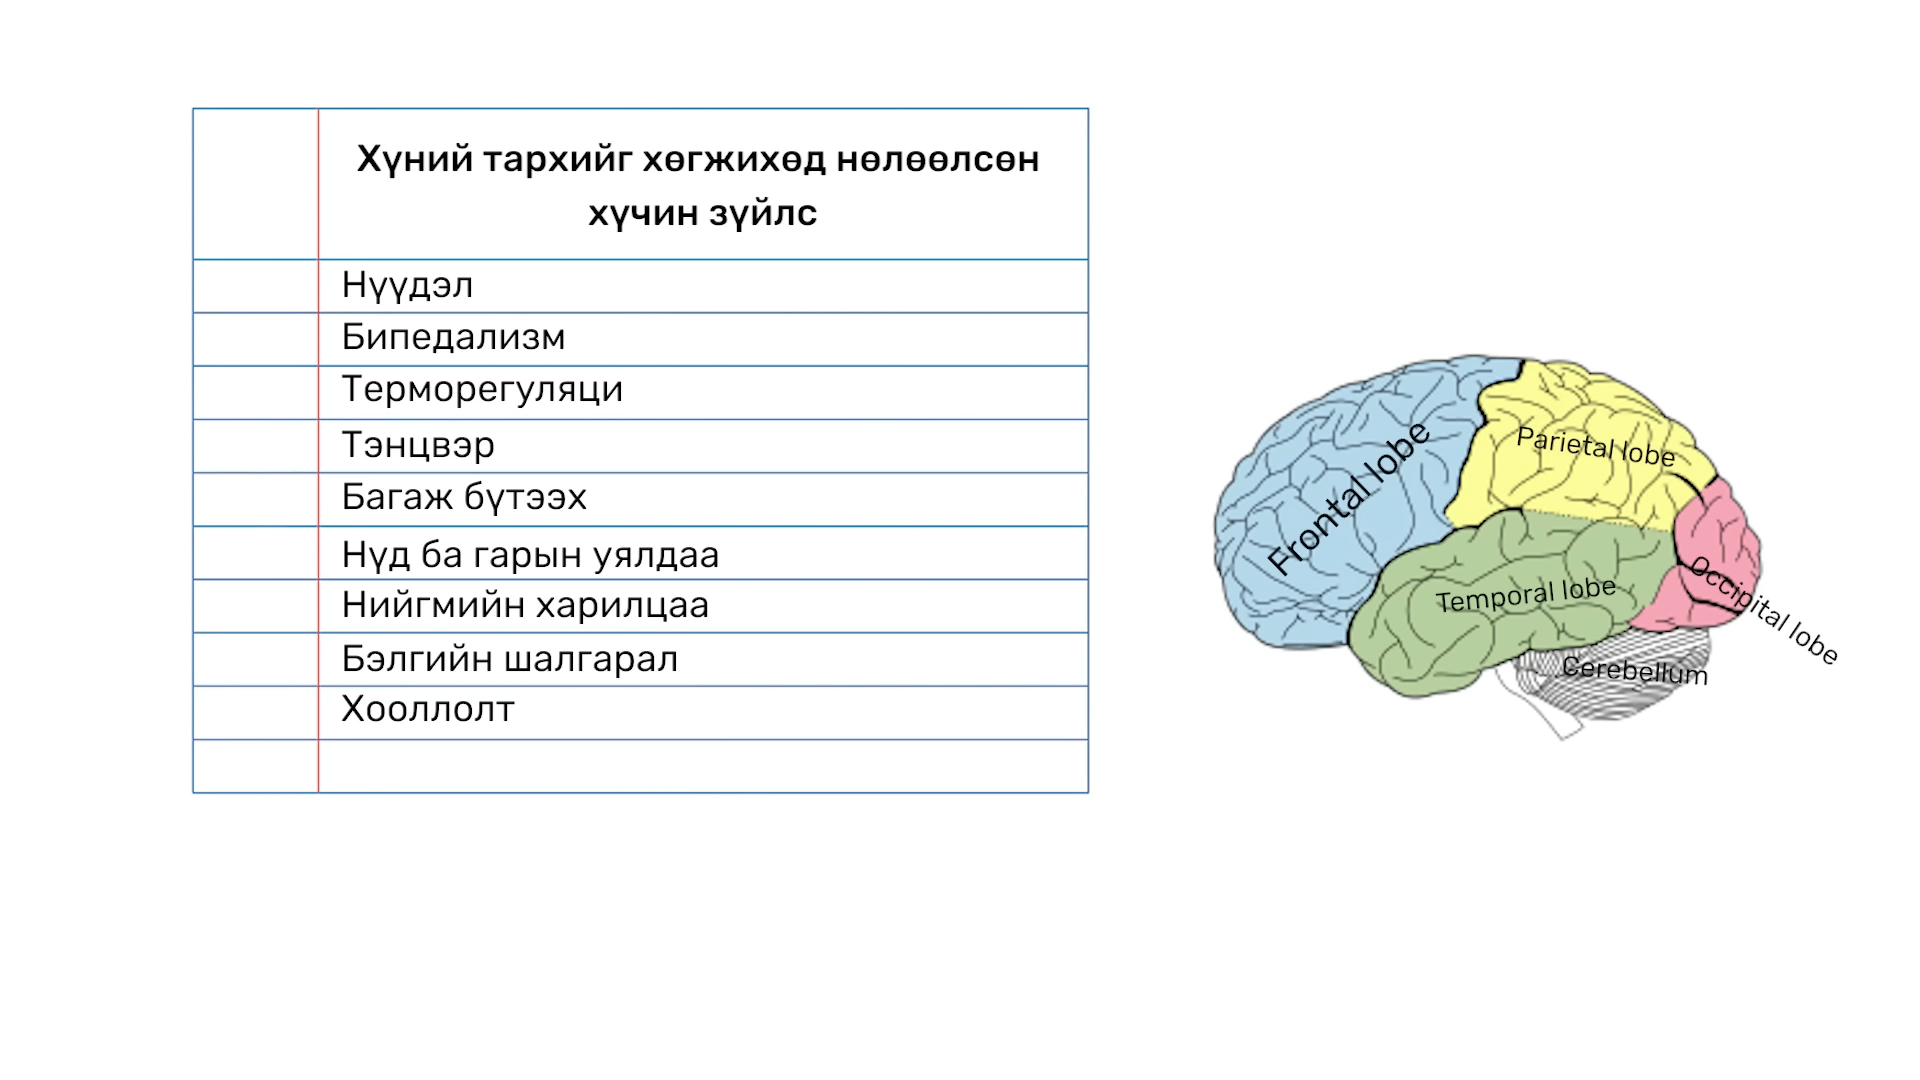 Хүний тархийг хөгжихөд нөлөөлсөн
хүчин зүйлс
Нүүдэл
Бипедализм
Терморегуляци
Тэнцвэр
Багаж бүтээх
Нүд ба гарын уялдаа
Нийгмийн харилцаа
Бэлгийн шалгарал
Хооллолт
Frontal lobe
Parietal lobe
Temporal lobe
Occipital lobe
Cerebellum